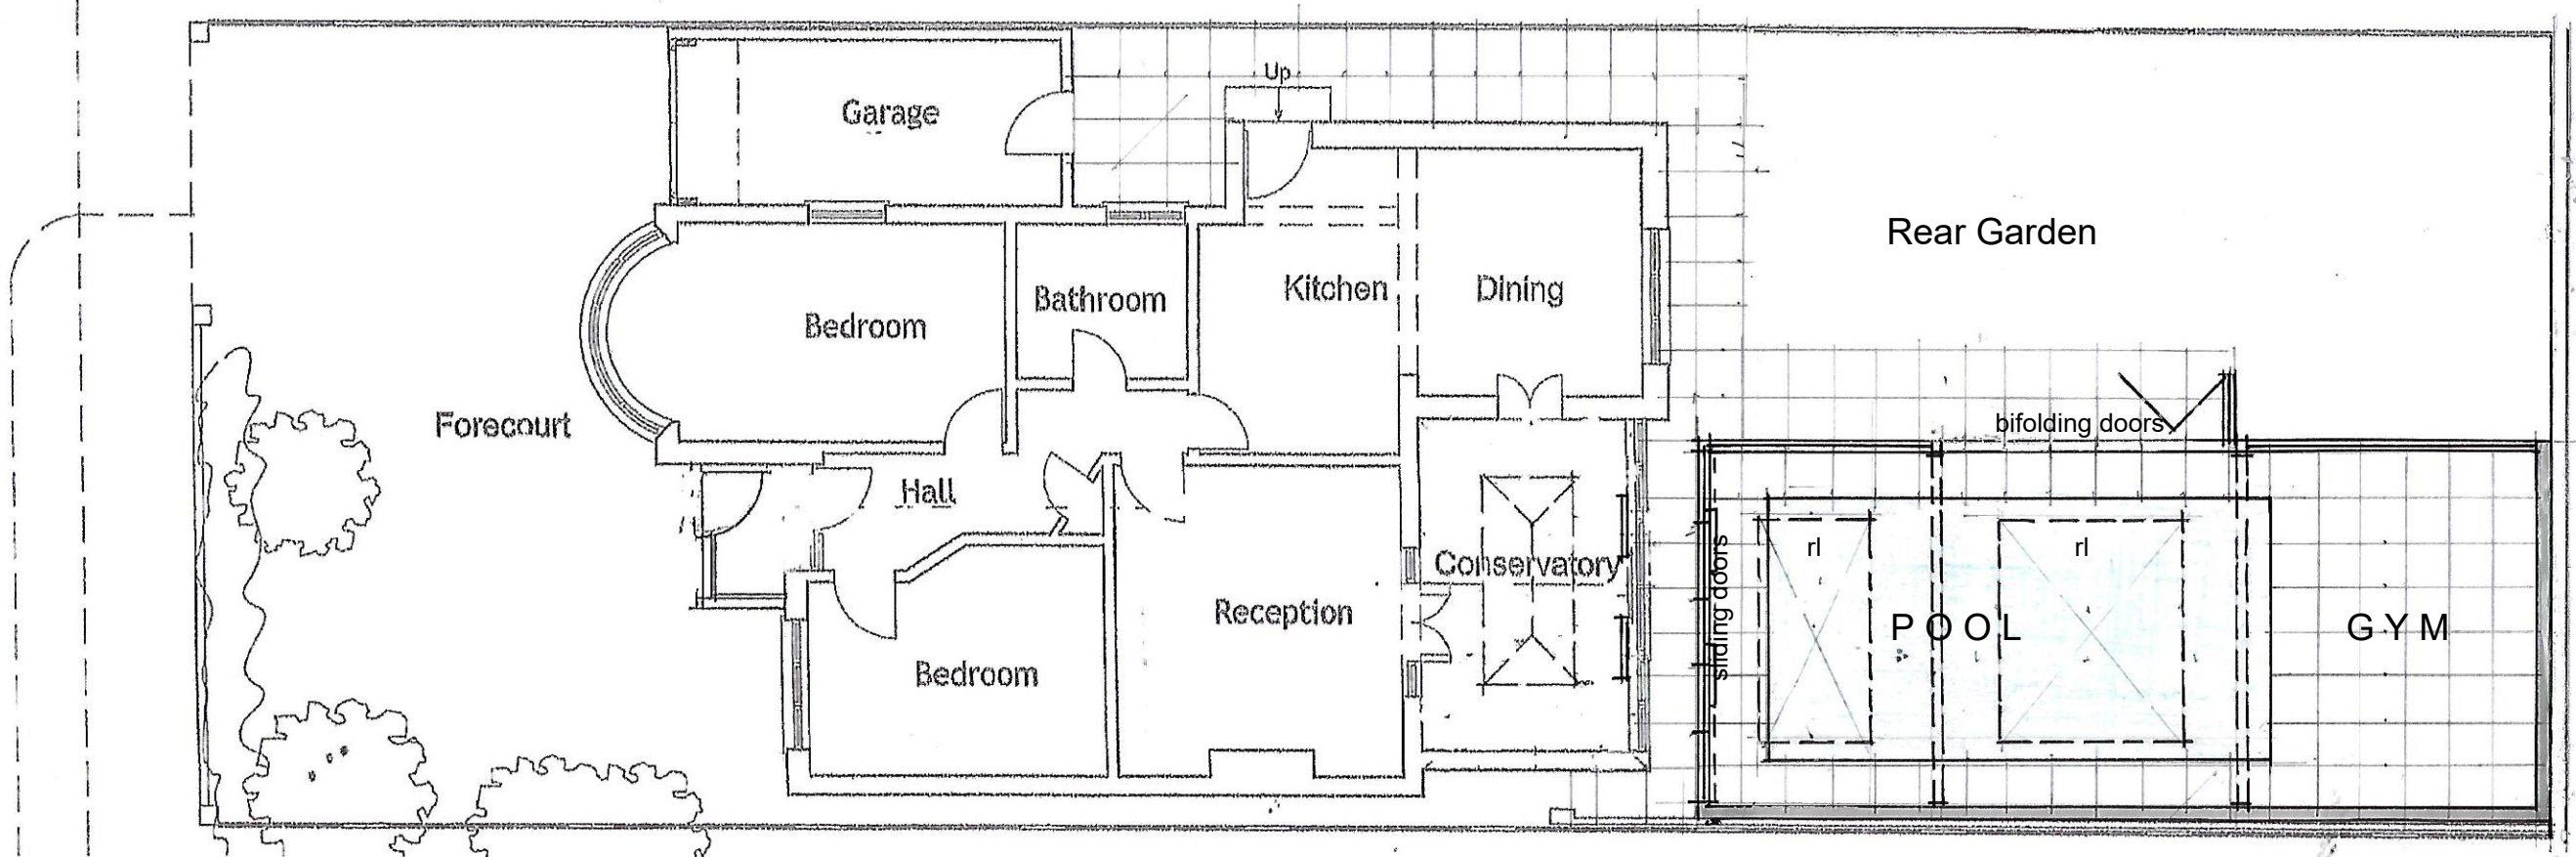 Up
Garage
Rear Garden
Kitchen
Dining
Bathroom
Bedroom
Forecourt
bifolding doors
Hall
rl
rl
Conservatory
sliding doors
Reception
POOL
GYM
Bedroom